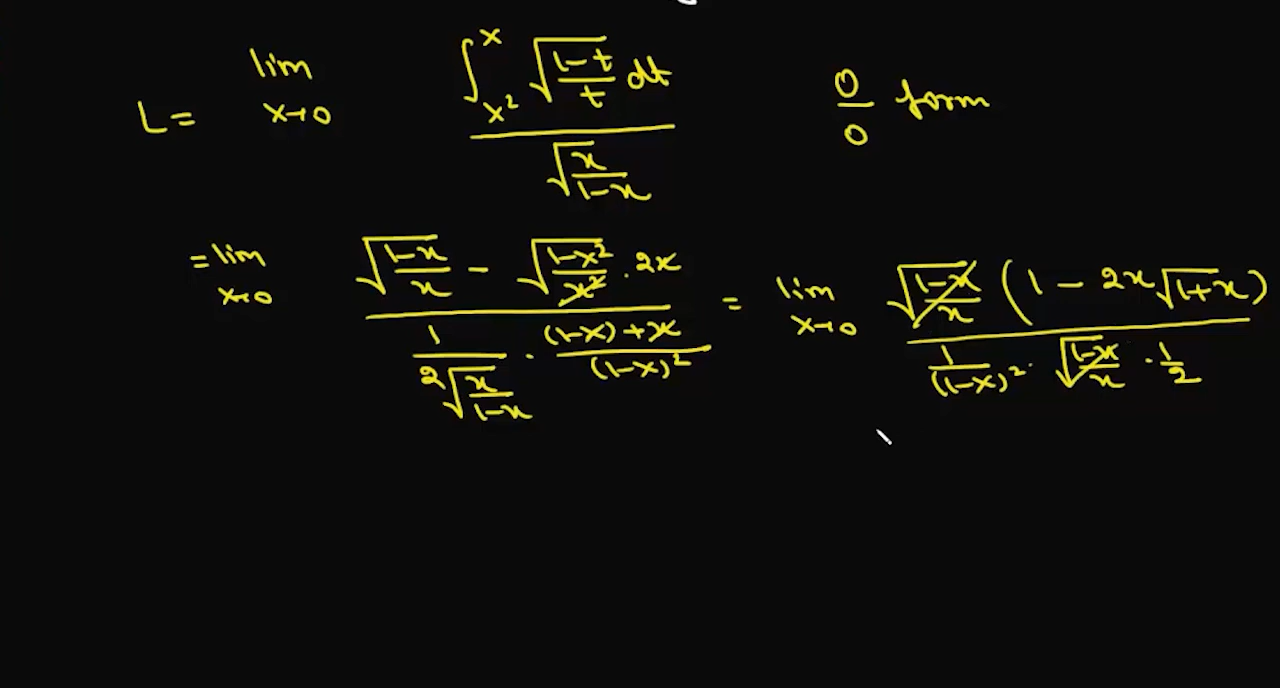 L = lim x→0 ∫_{x²}^{x} √((1-t)/t) dt / √(x/(1-x)) 0/0 form
= lim x→0 (√((1-x)/x) - √((1-x²)/x²) · 2x) / (1/(2√(x/(1-x))) · ((1-x)+x)/(1-x)²) = lim x→0 √((1-x)/x) (1 - 2x√(1+x)) / (1/(1-x)² · √((1-x)/x) · 1/2)